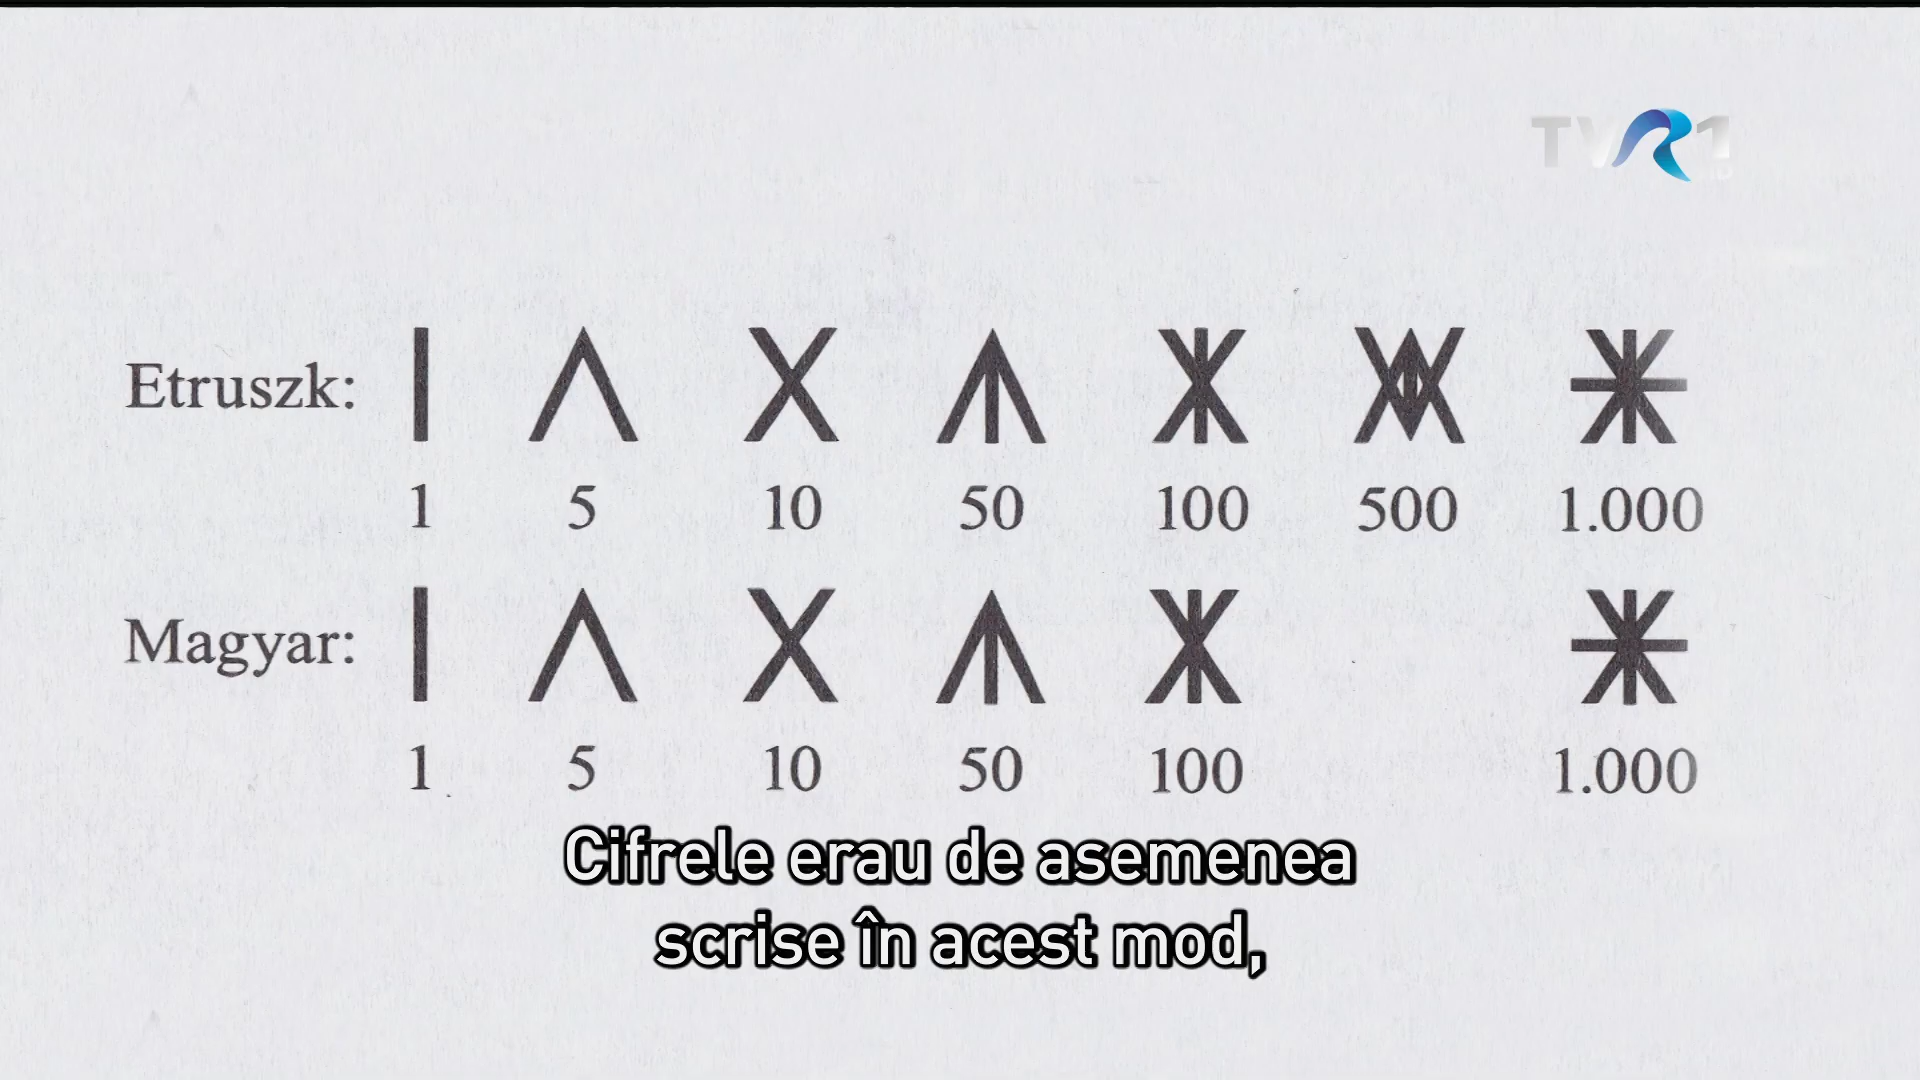 TVR1
Etruszk: I Λ X
1 5 10 50 100 500 1.000
Magyar: I Λ X
1 5 10 50 100 1.000
Cifrele erau de asemenea
scrise în acest mod,